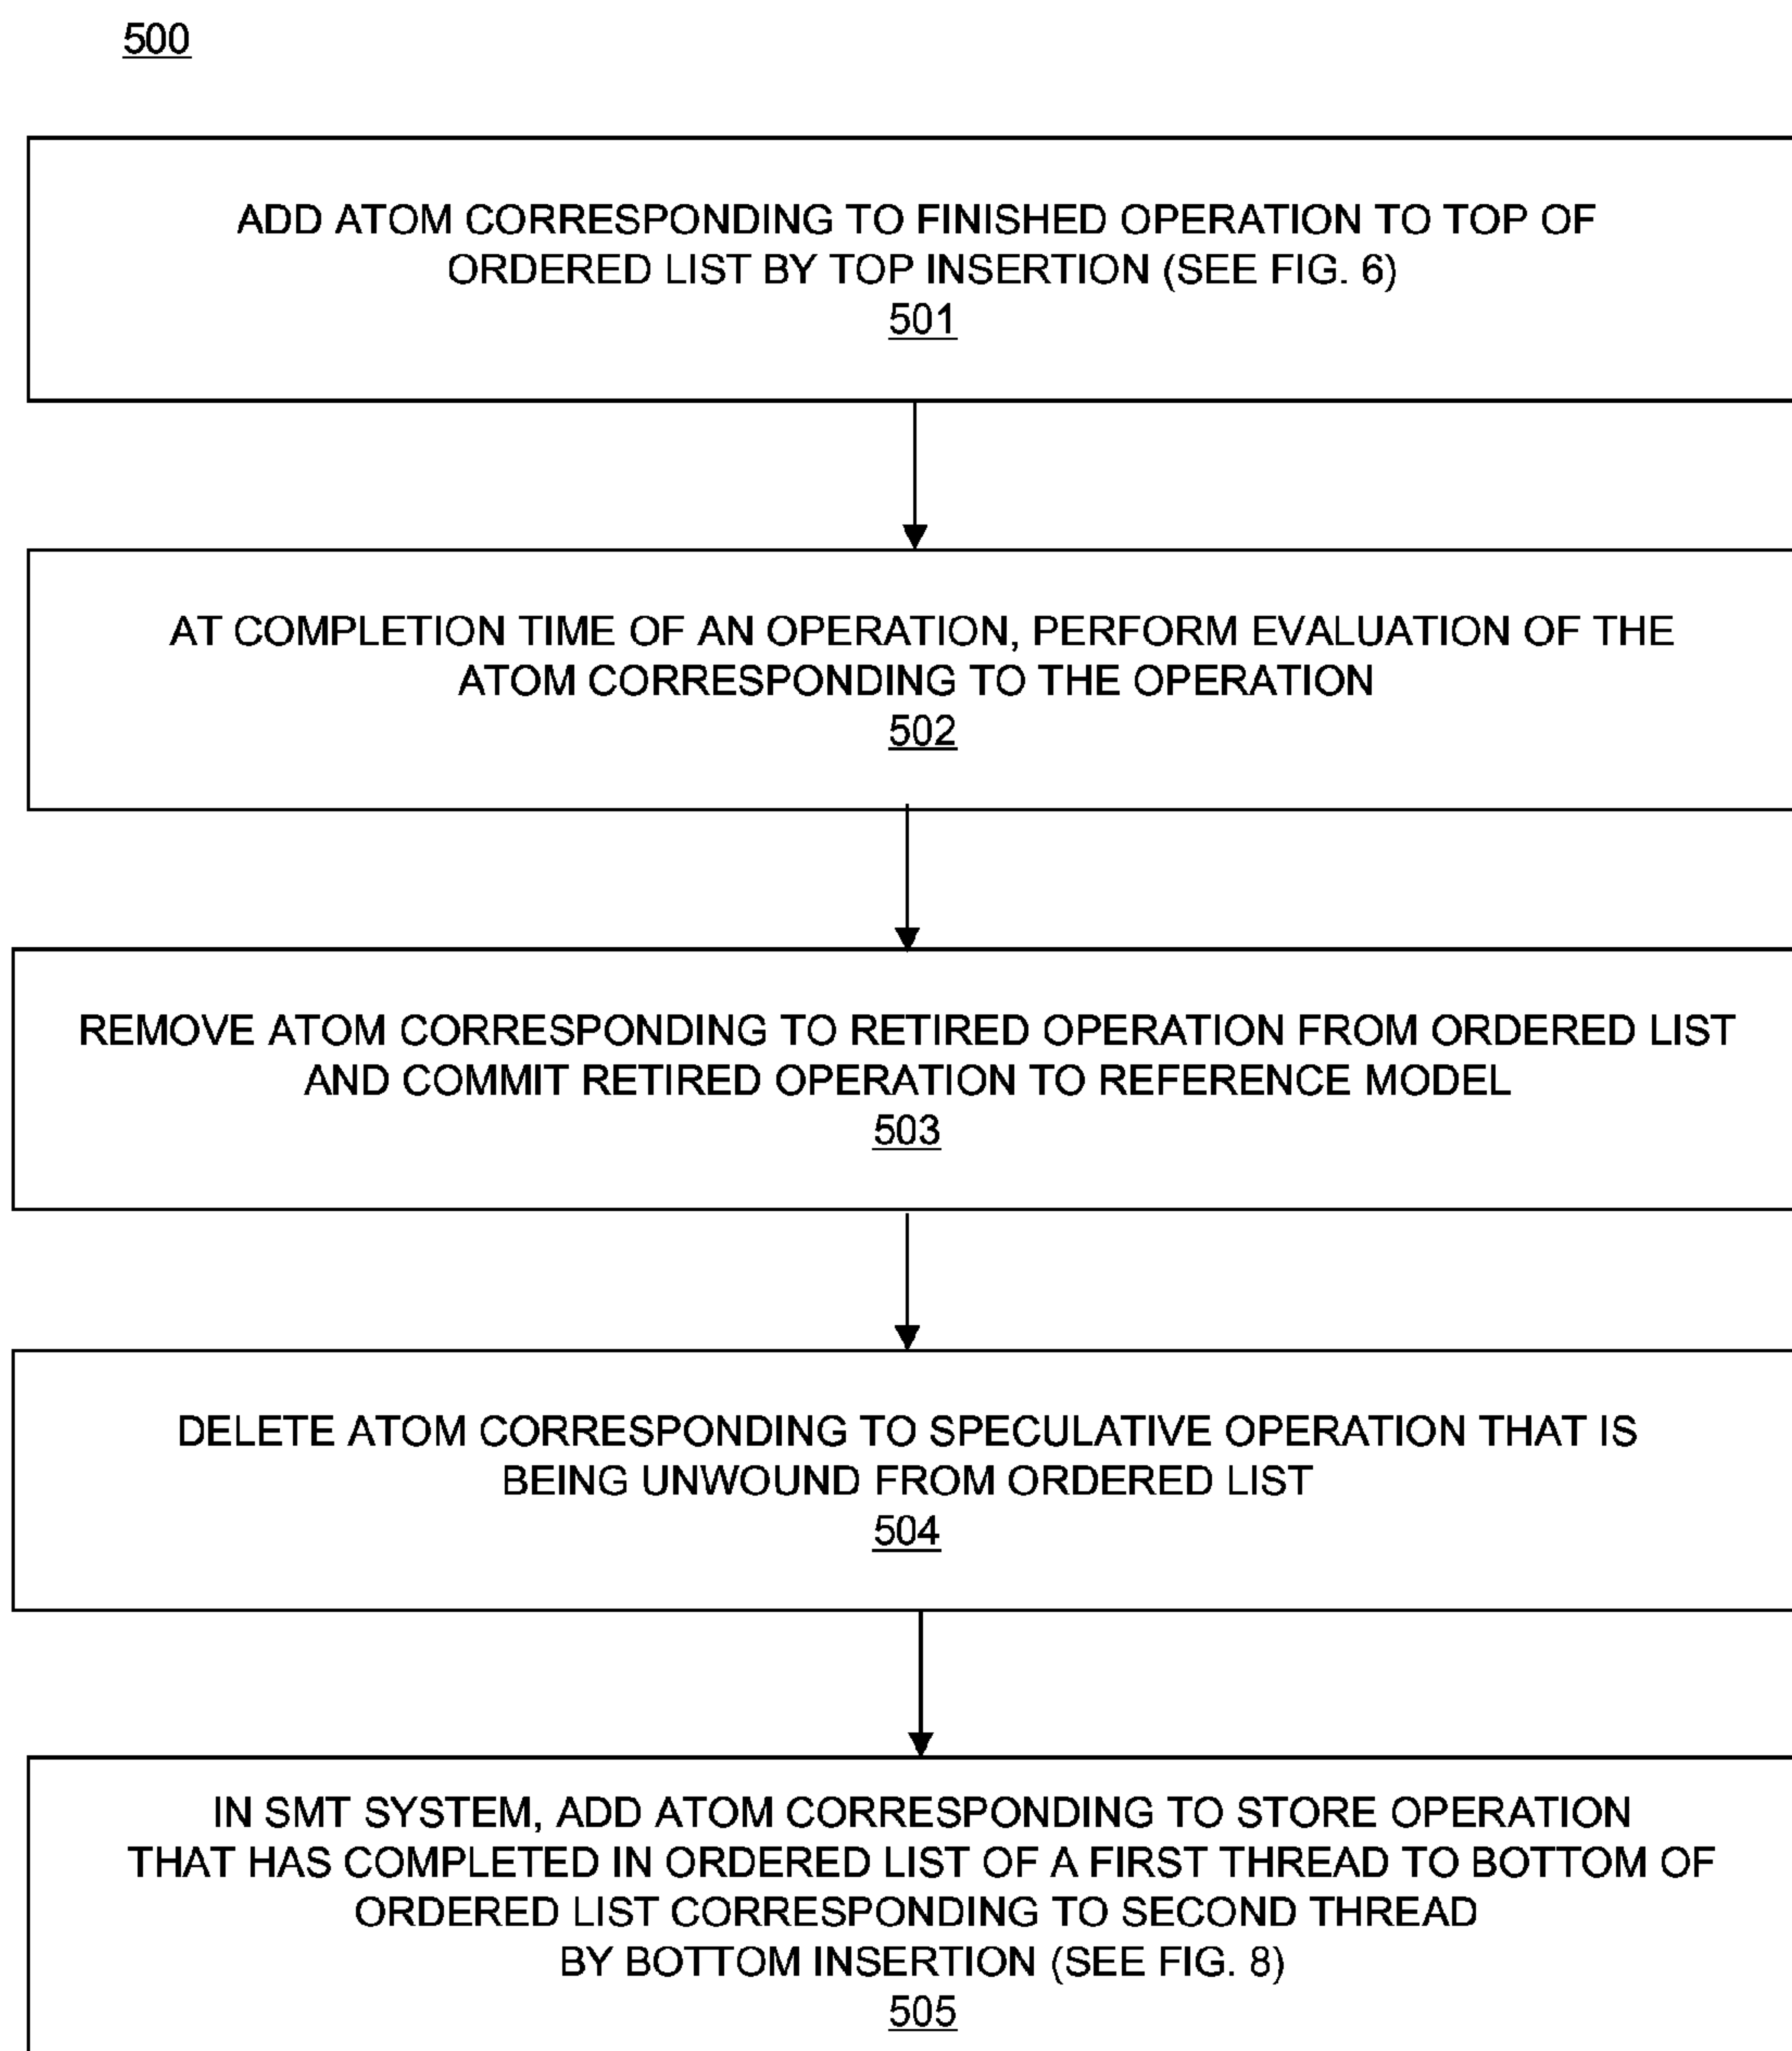 500
ADD ATOM CORRESPONDING TO FINISHED OPERATION TO TOP OF
ORDERED LIST BY TOP INSERTION (SEE FIG. 6)
501
AT COMPLETION TIME OF AN OPERATION, PERFORM EVALUATION OF THE
ATOM CORRESPONDING TO THE OPERATION
502
REMOVE ATOM CORRESPONDING TO RETIRED OPERATION FROM ORDERED LIST
AND COMMIT RETIRED OPERATION TO REFERENCE MODEL
503
DELETE ATOM CORRESPONDING TO SPECULATIVE OPERATION THAT IS
BEING UNWOUND FROM ORDERED LIST
504
IN SMT SYSTEM, ADD ATOM CORRESPONDING TO STORE OPERATION
THAT HAS COMPLETED IN ORDERED LIST OF A FIRST THREAD TO BOTTOM OF
ORDERED LIST CORRESPONDING TO SECOND THREAD
BY BOTTOM INSERTION (SEE FIG. 8)
505